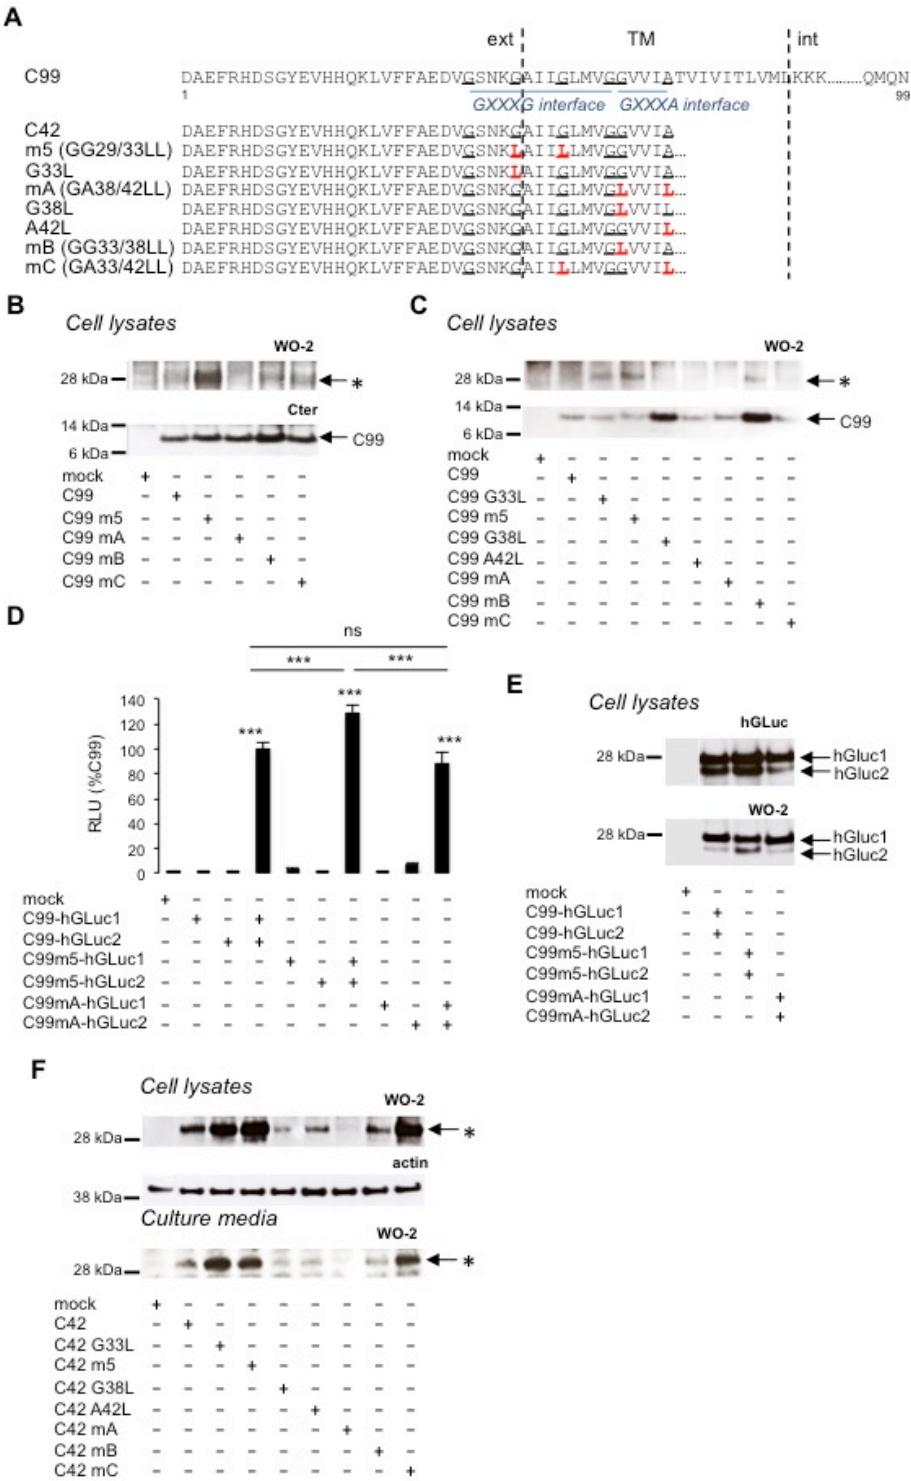 A
ext TM int
C99 DAEFRHDSGYEVHHQKLVFFAEDVGSNKGAIIGLMVGGVVIATVIVITLVMLKKK.........QMQN
1 99
GXXXG interface GXXXA interface
C42 DAEFRHDSGYEVHHQKLVFFAEDVGSNKGAIIGLMVGGVVIA
m5 (GG29/33LL) DAEFRHDSGYEVHHQKLVFFAEDVGSNKLAIILLMVGGVVIA...
G33L DAEFRHDSGYEVHHQKLVFFAEDVGSNKLAIIGLMVGGVVIA...
mA (GA38/42LL) DAEFRHDSGYEVHHQKLVFFAEDVGSNKGAIIGLMVGLVVIL...
G38L DAEFRHDSGYEVHHQKLVFFAEDVGSNKGAIIGLMVGLVVIA...
A42L DAEFRHDSGYEVHHQKLVFFAEDVGSNKGAIIGLMVGGVVIL...
mB (GG33/38LL) DAEFRHDSGYEVHHQKLVFFAEDVGSNKGAIIGLMVGLVVIA...
mC (GA33/42LL) DAEFRHDSGYEVHHQKLVFFAEDVGSNKGAIILLMVGGVVIL...
B
Cell lysates
WO-2
28 kDa *
Cter
14 kDa
C99
6 kDa
mock + - - - - -
C99 - + - - - -
C99 m5 - - + - - -
C99 mA - - - + - -
C99 mB - - - - + -
C99 mC - - - - - +
C
Cell lysates
WO-2
28 kDa *
14 kDa
C99
6 kDa
mock + - - - - - - - -
C99 - + - - - - - - -
C99 G33L - - + - - - - - -
C99 m5 - - - + - - - - -
C99 G38L - - - - + - - - -
C99 A42L - - - - - + - - -
C99 mA - - - - - - + - -
C99 mB - - - - - - - + -
C99 mC - - - - - - - - +
D
ns
*** ***
*** *** ***
RLU (%C99)
140
120
100
80
60
40
20
0
mock + - - - - - - - - -
C99-hGLuc1 - + - + - - - - - -
C99-hGLuc2 - - + + - - - - - -
C99m5-hGLuc1 - - - - + - + - - -
C99m5-hGLuc2 - - - - - + + - - -
C99mA-hGLuc1 - - - - - - - + - +
C99mA-hGLuc2 - - - - - - - - + +
E
Cell lysates
hGLuc
28 kDa hGluc1
hGluc2
WO-2
28 kDa hGluc1
hGluc2
mock + - - -
C99-hGLuc1 - + - -
C99-hGLuc2 - + - -
C99m5-hGLuc1 - - + -
C99m5-hGLuc2 - - + -
C99mA-hGLuc1 - - - +
C99mA-hGLuc2 - - - +
F
Cell lysates
WO-2
28 kDa *
actin
38 kDa
Culture media
WO-2
28 kDa *
mock + - - - - - - - -
C42 - + - - - - - - -
C42 G33L - - + - - - - - -
C42 m5 - - - + - - - - -
C42 G38L - - - - + - - - -
C42 A42L - - - - - + - - -
C42 mA - - - - - - + - -
C42 mB - - - - - - - + -
C42 mC - - - - - - - - +